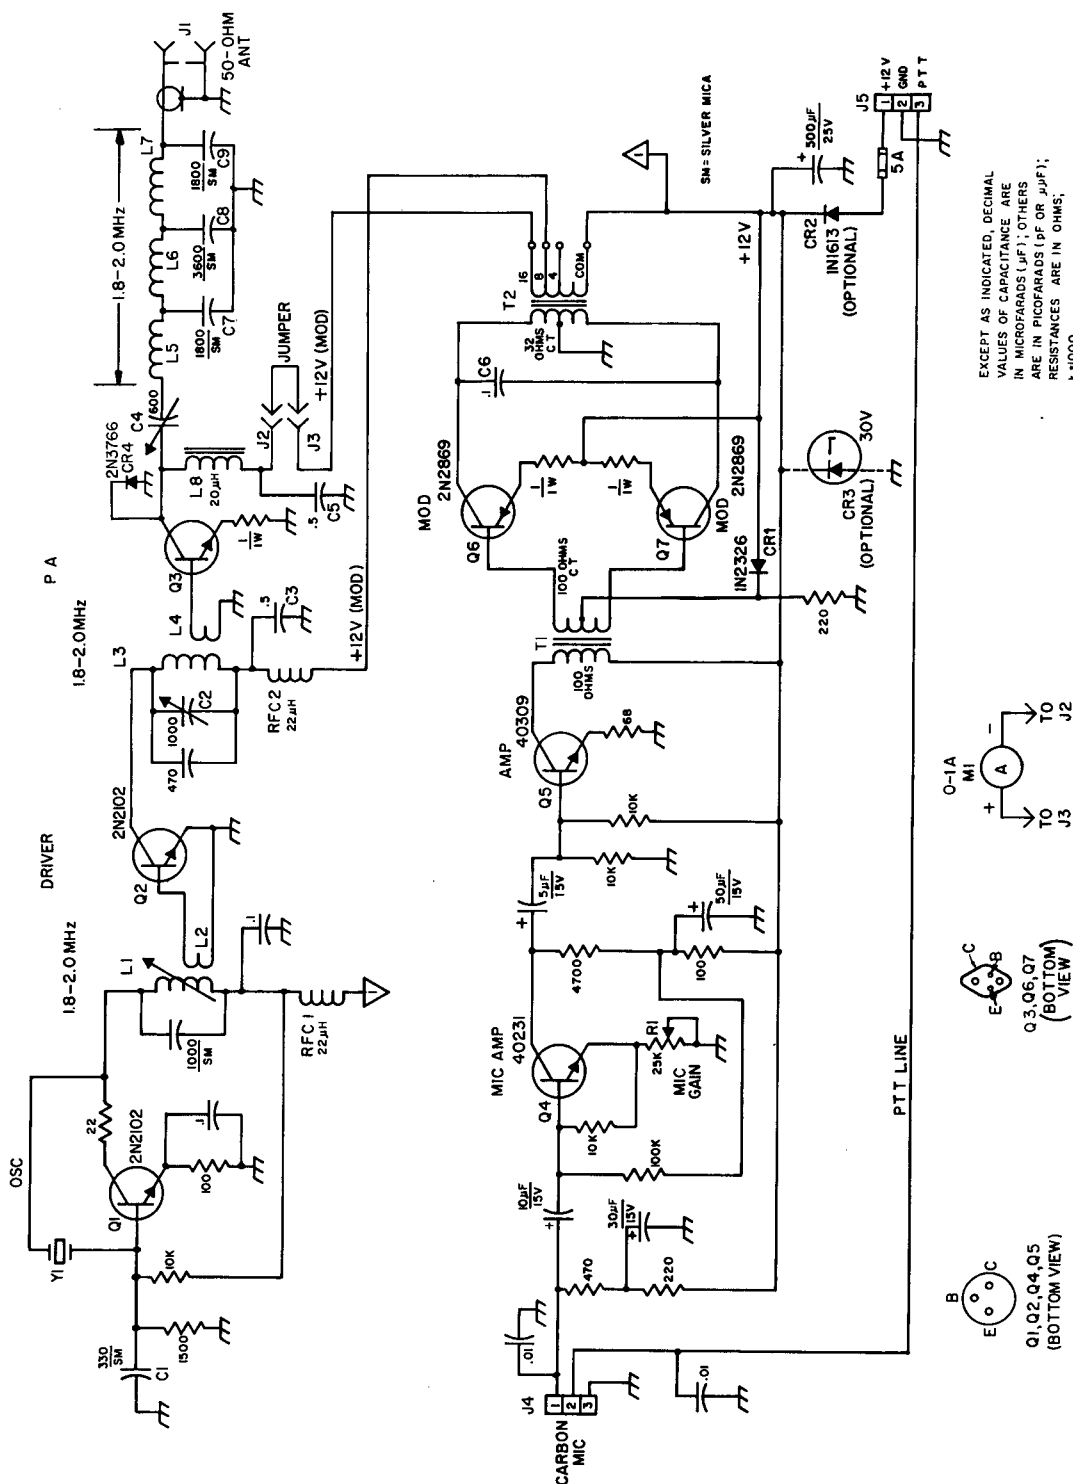 OSC
DRIVER
P A
1.8-2.0MHz
1.8-2.0MHz
1.8-2.0 MHz
Y1
330
SM
C1
1500
10K
Q1
2N2102
22
100
.1
1000
SM
L1
L2
.1
RFC1
22µH
1
Q2
2N2102
470
1000
C2
L3
L4
RFC2
22µH
.5
C3
+12V (MOD)
Q3
2N3766
CR4
1
1W
L8
20µH
.5
C5
C4
600
J2
J3
JUMPER
+12V (MOD)
L5
L6
L7
1800
SM
C7
3600
SM
C8
1800
SM
C9
J1
50-OHM
ANT
CARBON
MIC
J4
1
2
3
.01
.01
470
30µF
15V
220
10µF
15V
MIC AMP
40231
Q4
10K
100K
25K
R1
MIC
GAIN
4700
100
50µF
15V
5µF
15V
10K
10K
AMP
40309
Q5
68
T1
100
OHMS
100 OHMS
C T
MOD
2N2869
Q6
Q7
MOD
2N2869
1
1W
1
1W
1N2326
CR1
220
.1
C6
T2
32
OHMS
C T
16
8
4
COM
1
SM = SILVER MICA
+12V
500µF
25V
CR2
1N1613
(OPTIONAL)
CR3
(OPTIONAL)
30V
5A
J5
1
2
3
+12V
GND
PTT
PTT LINE
B
E
C
Q1,Q2,Q4,Q5
(BOTTOM VIEW)
C
B
E
Q3,Q6,Q7
(BOTTOM
VIEW)
0-1A
M1
+
A
-
TO
J3
TO
J2
EXCEPT AS INDICATED, DECIMAL
VALUES OF CAPACITANCE ARE
IN MICROFARADS (µF); OTHERS
ARE IN PICOFARADS (pF OR µµF);
RESISTANCES ARE IN OHMS;